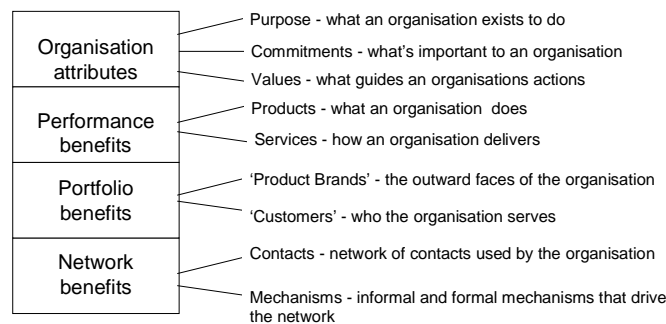 Organisation
attributes
Purpose - what an organisation exists to do
Commitments - what's important to an organisation
Values - what guides an organisations actions
Performance
benefits
Products - what an organisation does
Services - how an organisation delivers
Portfolio
benefits
‘Product Brands’ - the outward faces of the organisation
‘Customers’ - who the organisation serves
Network
benefits
Contacts - network of contacts used by the organisation
Mechanisms - informal and formal mechanisms that drive
the network